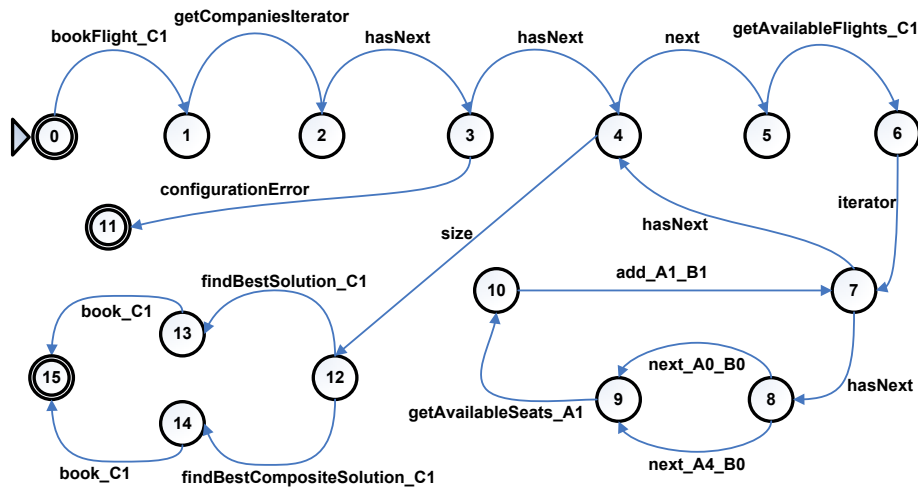 getCompaniesIterator
bookFlight_C1
hasNext
hasNext
next
getAvailableFlights_C1
0
1
2
3
4
5
6
configurationError
11
size
hasNext
iterator
findBestSolution_C1
add_A1_B1
10
7
book_C1
13
15
12
next_A0_B0
hasNext
9
8
getAvailableSeats_A1
14
book_C1
findBestCompositeSolution_C1
next_A4_B0